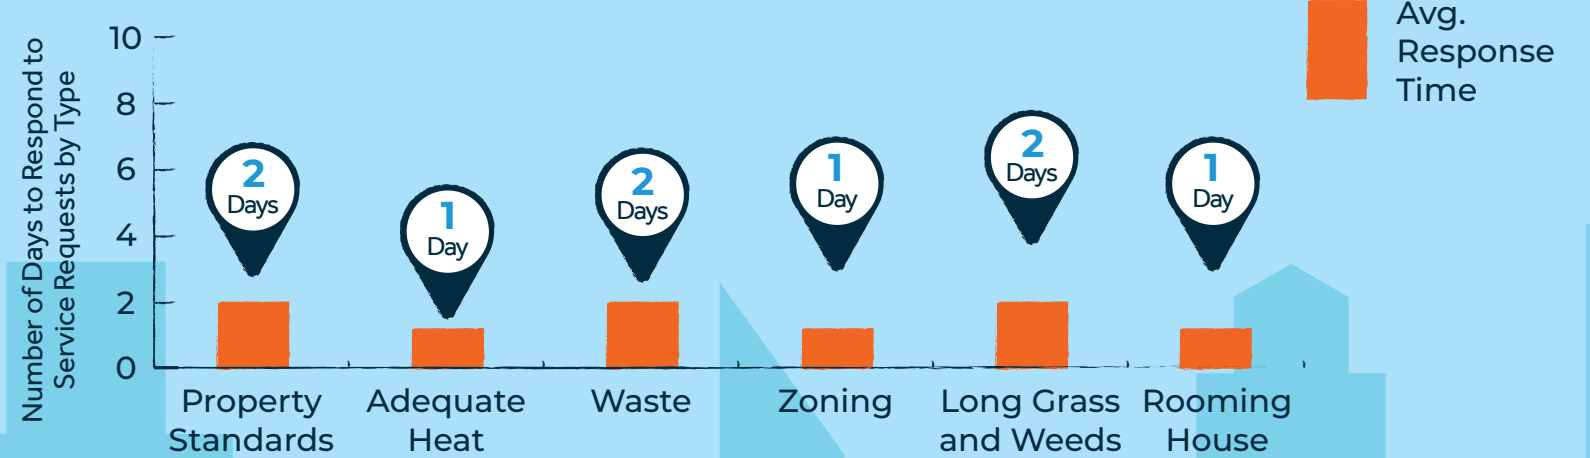 Number of Days to Respond to
Service Requests by Type
10
8
6
4
2
0
2
Days
1
Day
2
Days
1
Day
2
Days
1
Day
Property
Standards
Adequate
Heat
Waste
Zoning
Long Grass
and Weeds
Rooming
House
Avg.
Response
Time